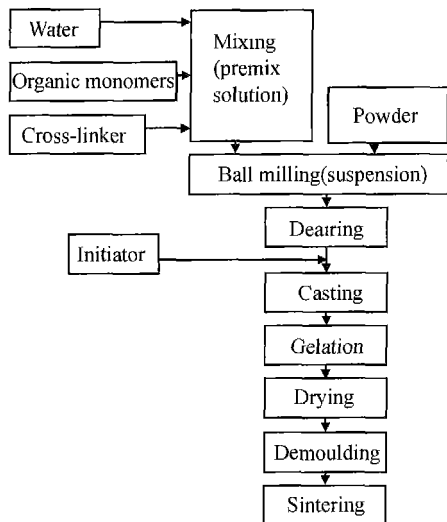 Water
Organic monomers
Cross-linker
Mixing
(premix
solution)
Powder
Ball milling(suspension)
Deairing
Initiator
Casting
Gelation
Drying
Demoulding
Sintering